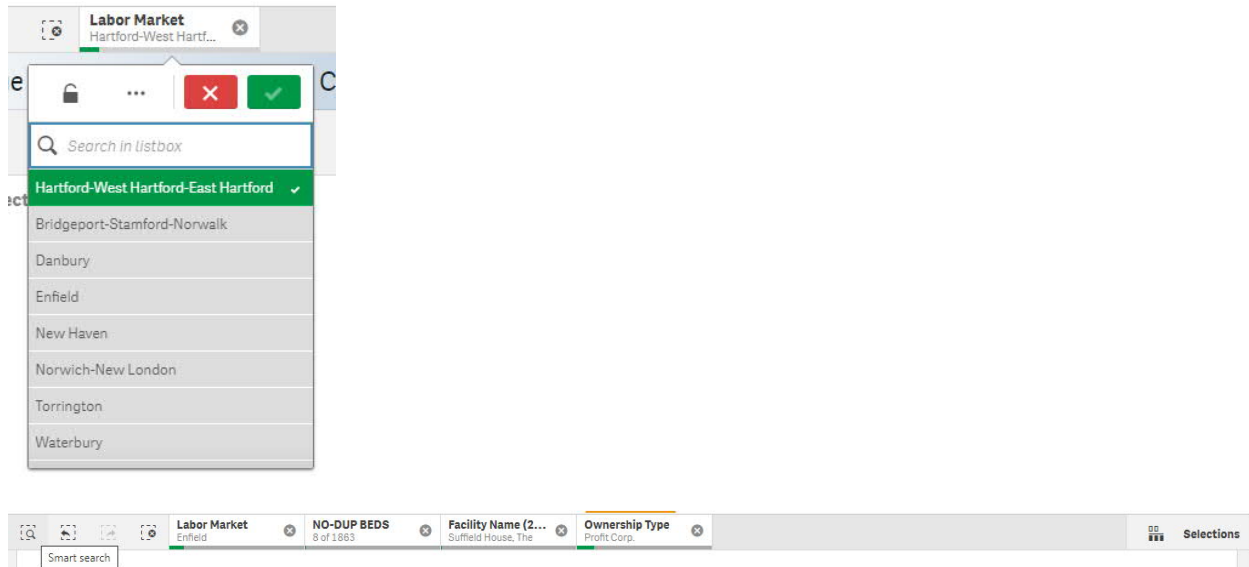 Labor Market
Hartford-West Hartf...
e
C
Search in listbox
Hartford-West Hartford-East Hartford
ect
Bridgeport-Stamford-Norwalk
Danbury
Enfield
New Haven
Norwich-New London
Torrington
Waterbury
Labor Market
Enfield
NO-DUP BEDS
8 of 1863
Facility Name (2...
Suffield House, The
Ownership Type
Profit Corp.
Selections
Smart search